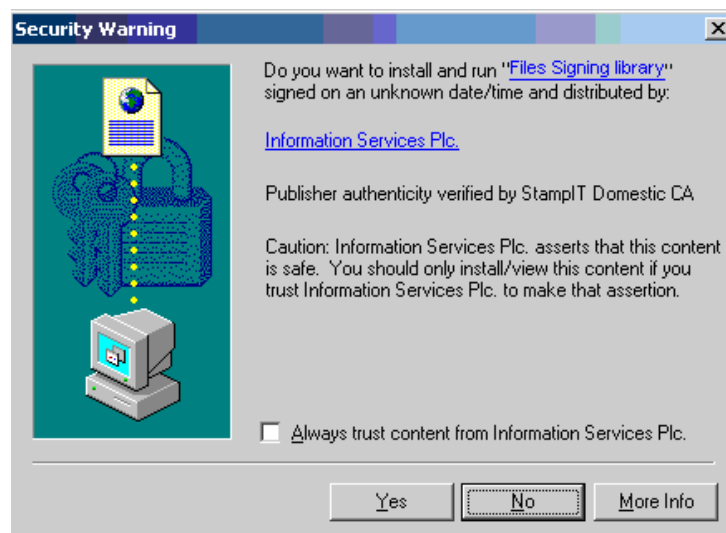 Security Warning
Do you want to install and run "Files Signing library"
signed on an unknown date/time and distributed by:
Information Services Plc.
Publisher authenticity verified by StampIT Domestic CA
Caution: Information Services Plc. asserts that this content
is safe. You should only install/view this content if you
trust Information Services Plc. to make that assertion.
Always trust content from Information Services Plc.
Yes No More Info